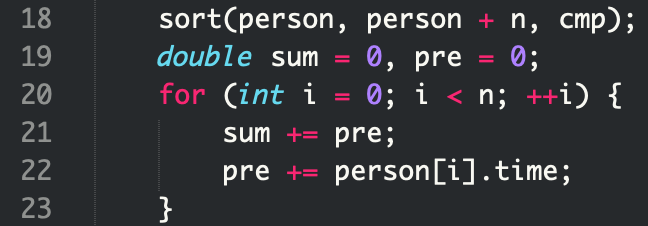 18 sort(person, person + n, cmp);
19 double sum = 0, pre = 0;
20 for (int i = 0; i < n; ++i) {
21 sum += pre;
22 pre += person[i].time;
23 }